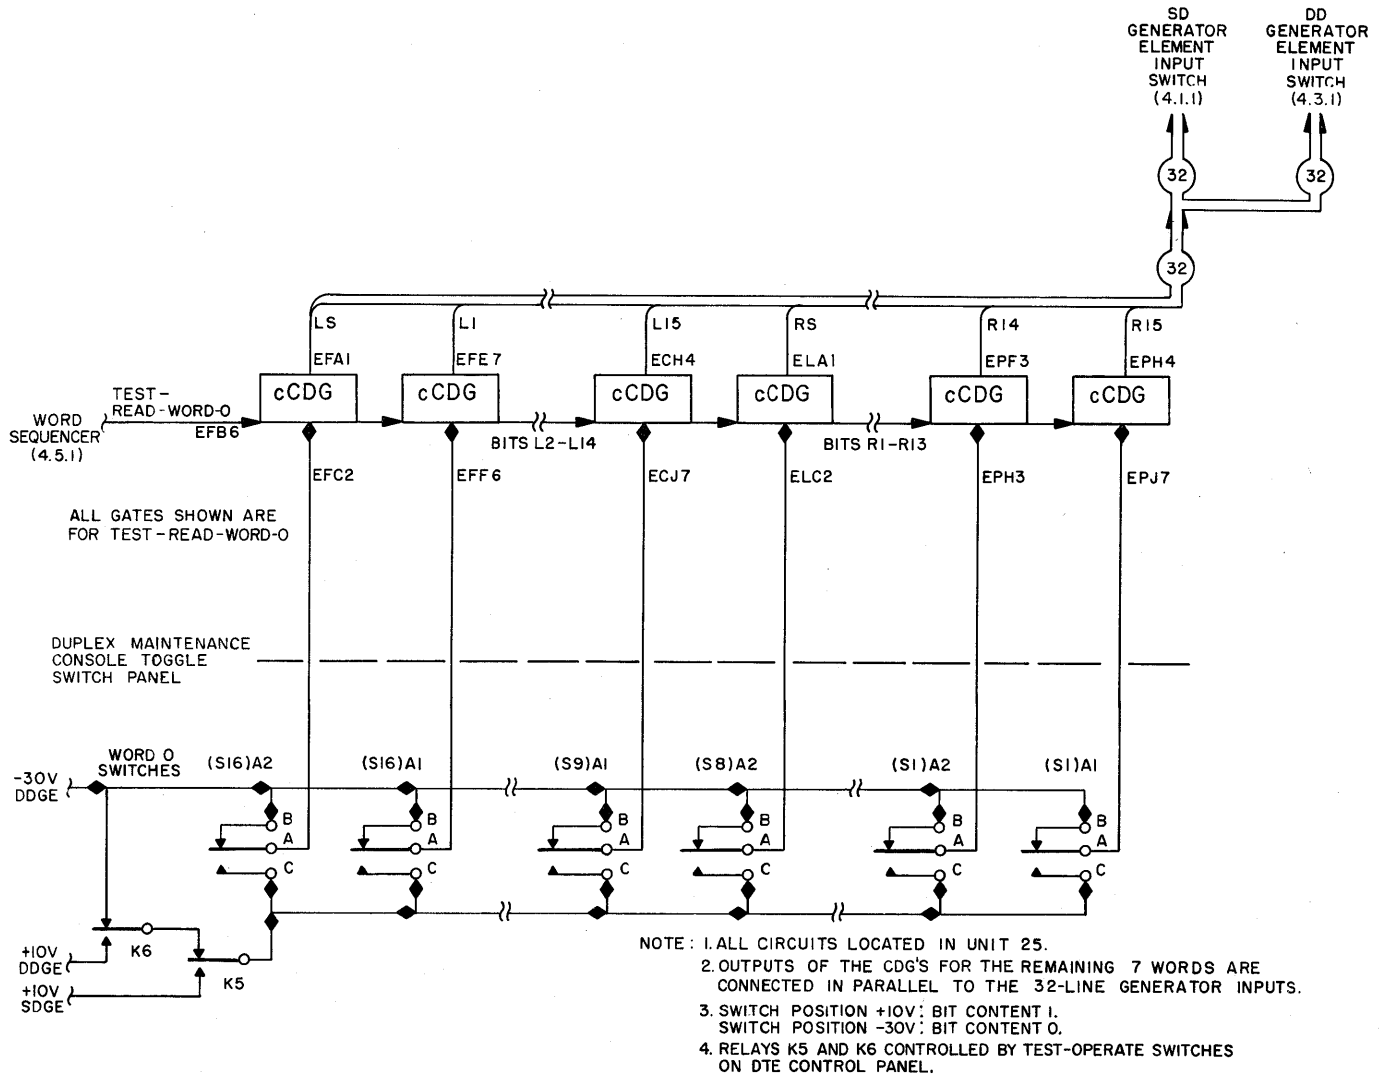 SD
GENERATOR
ELEMENT
INPUT
SWITCH
(4.1.1)
DD
GENERATOR
ELEMENT
INPUT
SWITCH
(4.3.1)
32
32
32
LS
L1
L15
RS
R14
R15
EFA1
EFE7
ECH4
ELA1
EPF3
EPH4
cCDG
cCDG
cCDG
cCDG
cCDG
cCDG
TEST-
READ-WORD-0
WORD
SEQUENCER
(4.5.1)
EFB6
BITS L2-L14
BITS R1-R13
EFC2
EFF6
ECJ7
ELC2
EPH3
EPJ7
ALL GATES SHOWN ARE
FOR TEST-READ-WORD-0
DUPLEX MAINTENANCE
CONSOLE TOGGLE
SWITCH PANEL
WORD 0
SWITCHES
(S16)A2
(S16)A1
(S9)A1
(S8)A2
(S1)A2
(S1)A1
-30V
DDGE
B
A
C
B
A
C
B
A
C
B
A
C
B
A
C
B
A
C
K6
+10V
DDGE
K5
+10V
SDGE
NOTE: 1. ALL CIRCUITS LOCATED IN UNIT 25.
2. OUTPUTS OF THE CDG'S FOR THE REMAINING 7 WORDS ARE
CONNECTED IN PARALLEL TO THE 32-LINE GENERATOR INPUTS.
3. SWITCH POSITION +10V: BIT CONTENT 1.
SWITCH POSITION -30V: BIT CONTENT 0.
4. RELAYS K5 AND K6 CONTROLLED BY TEST-OPERATE SWITCHES
ON DTE CONTROL PANEL.